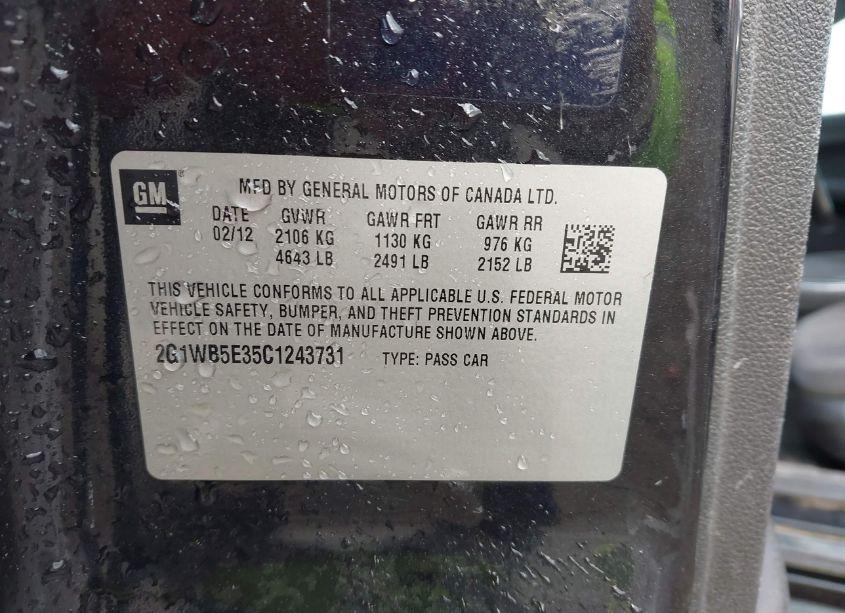 GM
MFD BY GENERAL MOTORS OF CANADA LTD.
DATE GVWR GAWR FRT GAWR RR
02/12 2106 KG 1130 KG 976 KG
4643 LB 2491 LB 2152 LB
THIS VEHICLE CONFORMS TO ALL APPLICABLE U.S. FEDERAL MOTOR
VEHICLE SAFETY, BUMPER, AND THEFT PREVENTION STANDARDS IN
EFFECT ON THE DATE OF MANUFACTURE SHOWN ABOVE.
2G1WB5E35C1243731 TYPE: PASS CAR